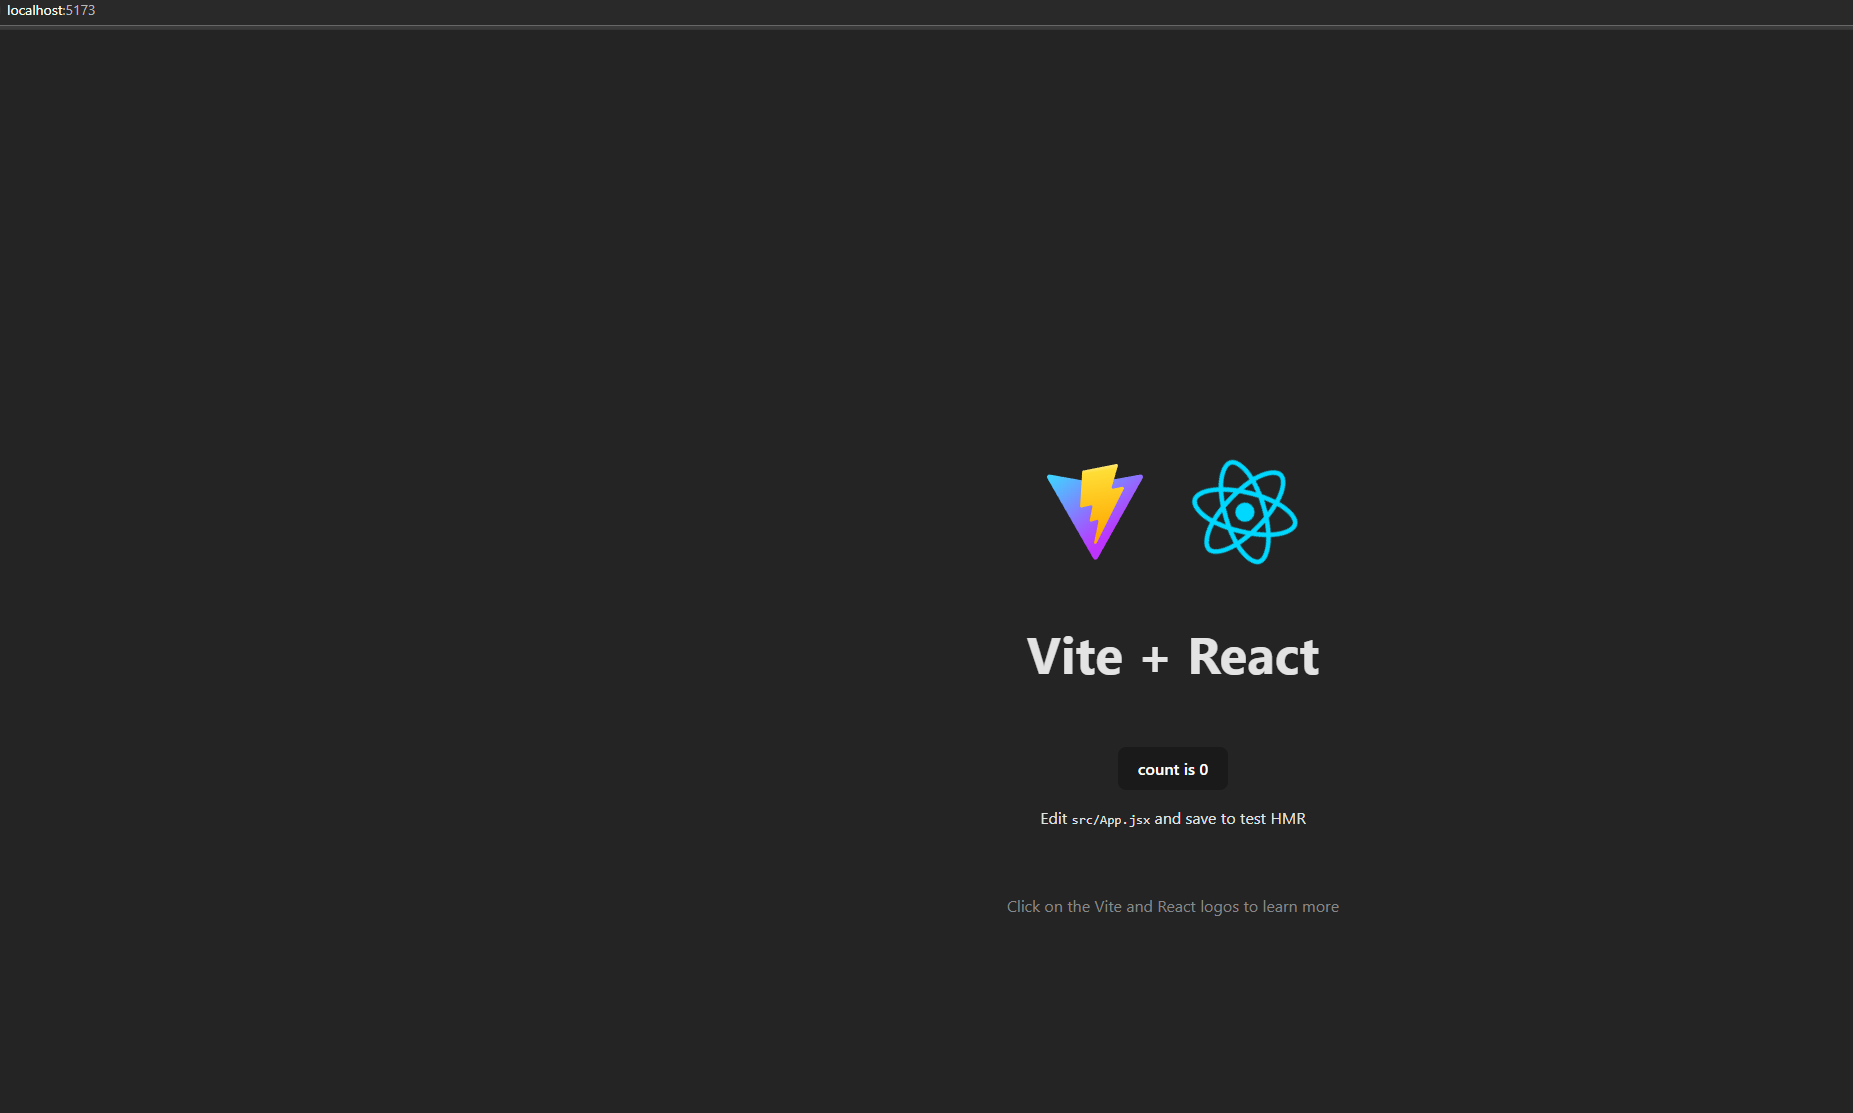 localhost:5173
Vite + React
count is 0
Edit src/App.jsx and save to test HMR
Click on the Vite and React logos to learn more